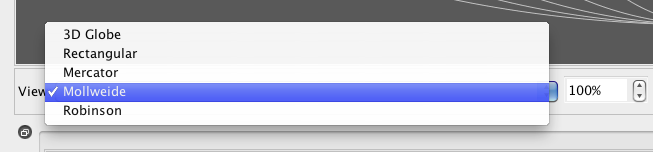 3D Globe
Rectangular
Mercator
View
Mollweide
100%
Robinson